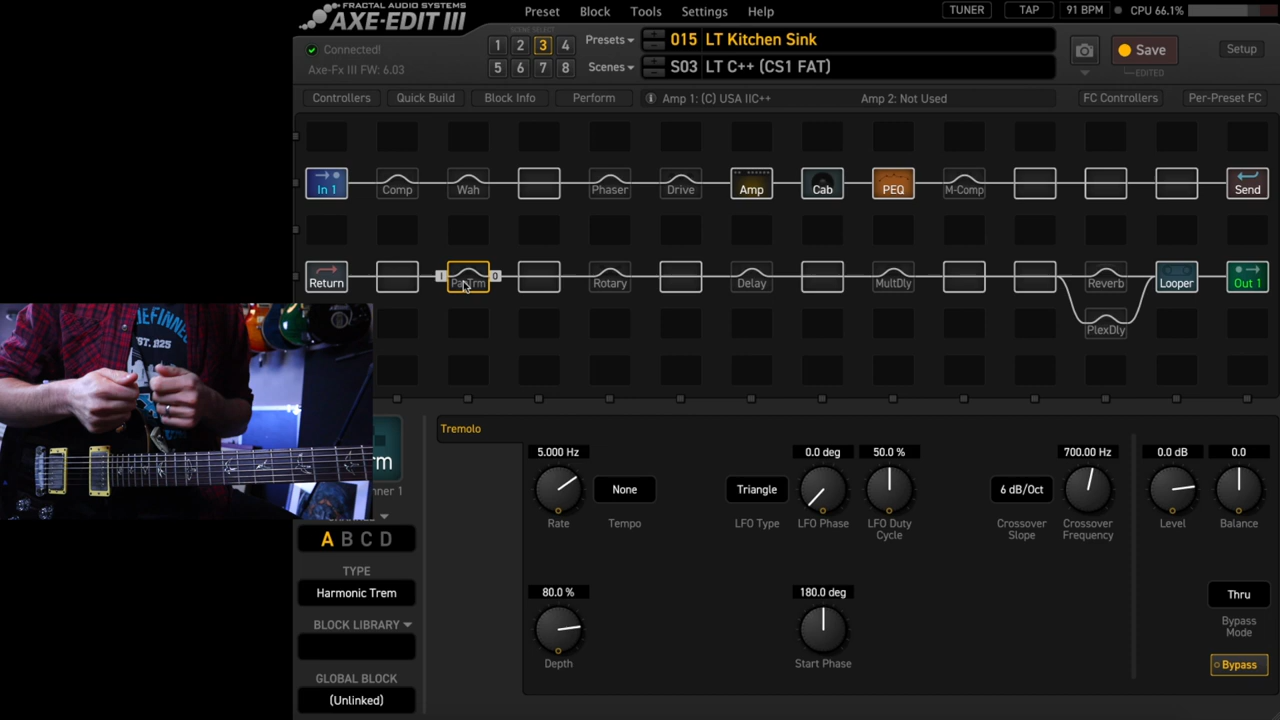 FRACTAL AUDIO SYSTEMS
AXE-EDIT III
Preset Block Tools Settings Help
TUNER TAP 91 BPM CPU 66.1%
Connected!
Axe-Fx III FW: 6.03
SCENE SELECT
1 2 3 4
5 6 7 8
Presets 015 LT Kitchen Sink
Scenes S03 LT C++ (CS1 FAT)
Save
EDITED
Setup
Controllers Quick Build Block Info Perform Amp 1: (C) USA IIC++ Amp 2: Not Used FC Controllers Per-Preset FC
In 1 Comp Wah Phaser Drive Amp Cab PEQ M-Comp Send
Return PanTrm Rotary Delay MultDly Reverb Looper Out 1
I O
PlexDly
DEFINNE
EST. 1925
Tremolo
5.000 Hz
None
Rate
Tempo
Triangle
LFO Type
0.0 deg
LFO Phase
50.0 %
LFO Duty
Cycle
6 dB/Oct
Crossover
Slope
700.00 Hz
Crossover
Frequency
0.0 dB
Level
0.0
Balance
80.0 %
Depth
180.0 deg
Start Phase
Thru
Bypass
Mode
Bypass
A B C D
TYPE
Harmonic Trem
BLOCK LIBRARY
GLOBAL BLOCK
(Unlinked)